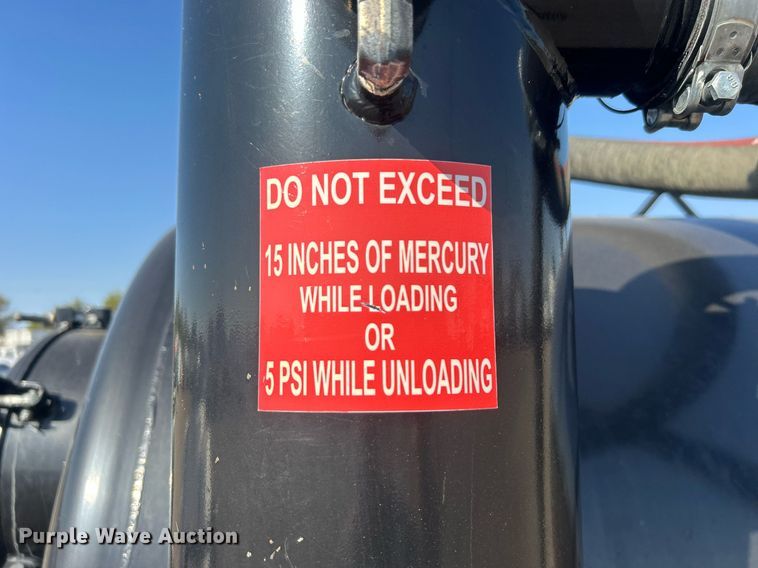 DO NOT EXCEED
15 INCHES OF MERCURY
WHILE LOADING
OR
5 PSI WHILE UNLOADING
Purple Wave Auction